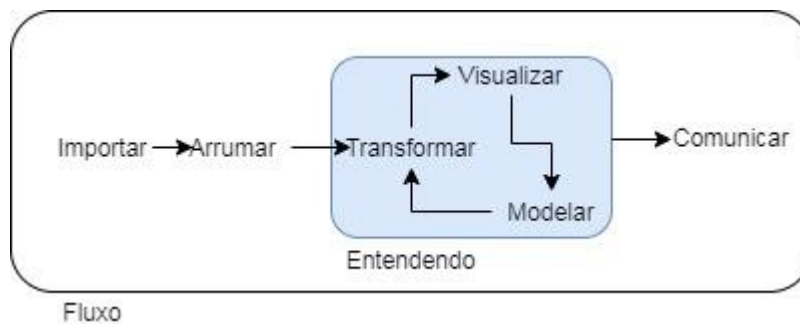 Visualizar
Importar
Arrumar
Transformar
Comunicar
Modelar
Entendendo
Fluxo